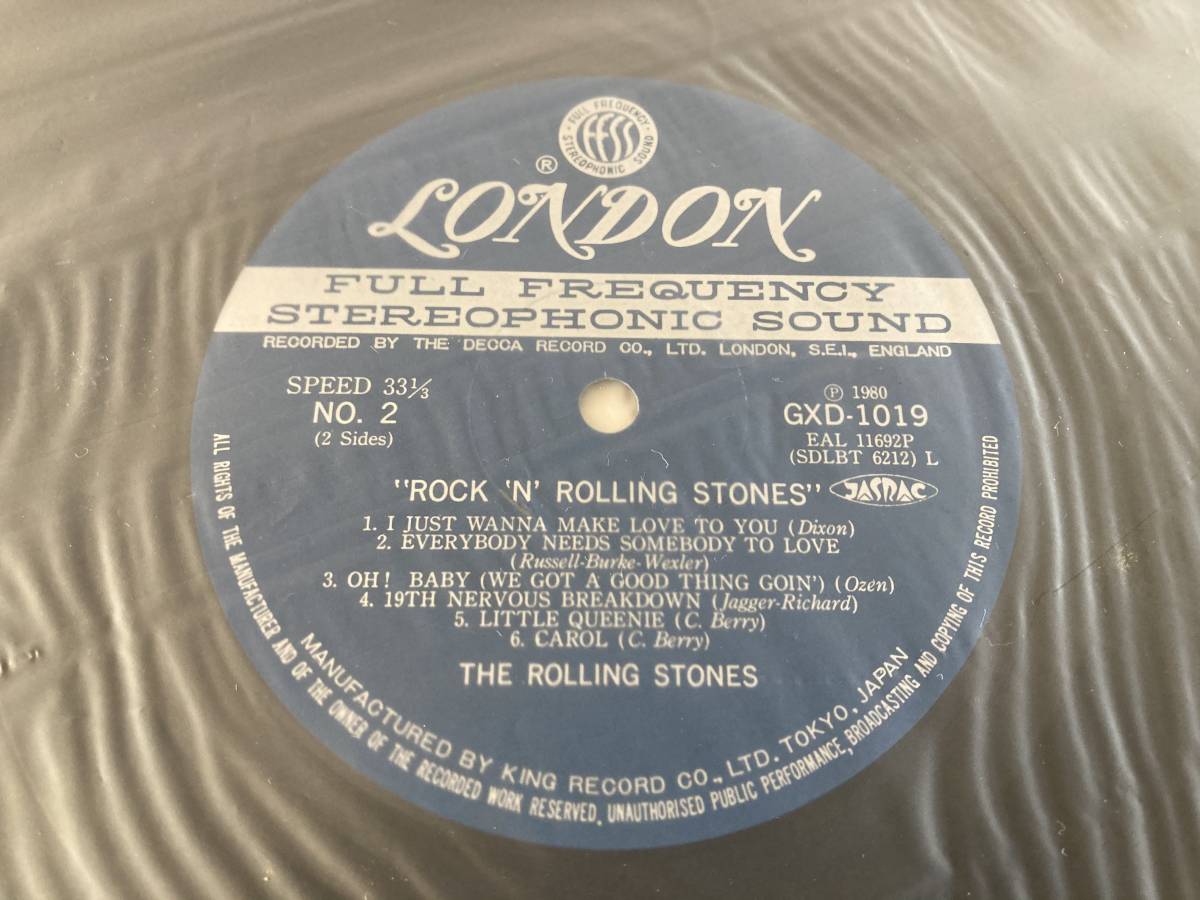 FULL FREQUENCY
ffss
STEREOPHONIC SOUND
®
LONDON
FULL FREQUENCY
STEREOPHONIC SOUND
RECORDED BY THE DECCA RECORD CO., LTD. LONDON, S.E.I., ENGLAND
SPEED 33⅓
NO. 2
(2 Sides)
℗ 1980
GXD-1019
EAL 11692P
(SDLBT 6212) L
"ROCK 'N' ROLLING STONES"
JASRAC
1. I JUST WANNA MAKE LOVE TO YOU (Dixon)
2. EVERYBODY NEEDS SOMEBODY TO LOVE
(Russell-Burke-Wexler)
3. OH! BABY (WE GOT A GOOD THING GOIN') (Ozen)
4. 19TH NERVOUS BREAKDOWN (Jagger-Richard)
5. LITTLE QUEENIE (C. Berry)
6. CAROL (C. Berry)
THE ROLLING STONES
MANUFACTURED BY KING RECORD CO., LTD. TOKYO, JAPAN
ALL RIGHTS OF THE MANUFACTURER AND OF THE OWNER OF THE RECORDED WORK RESERVED. UNAUTHORISED PUBLIC PERFORMANCE, BROADCASTING AND COPYING OF THIS RECORD PROHIBITED